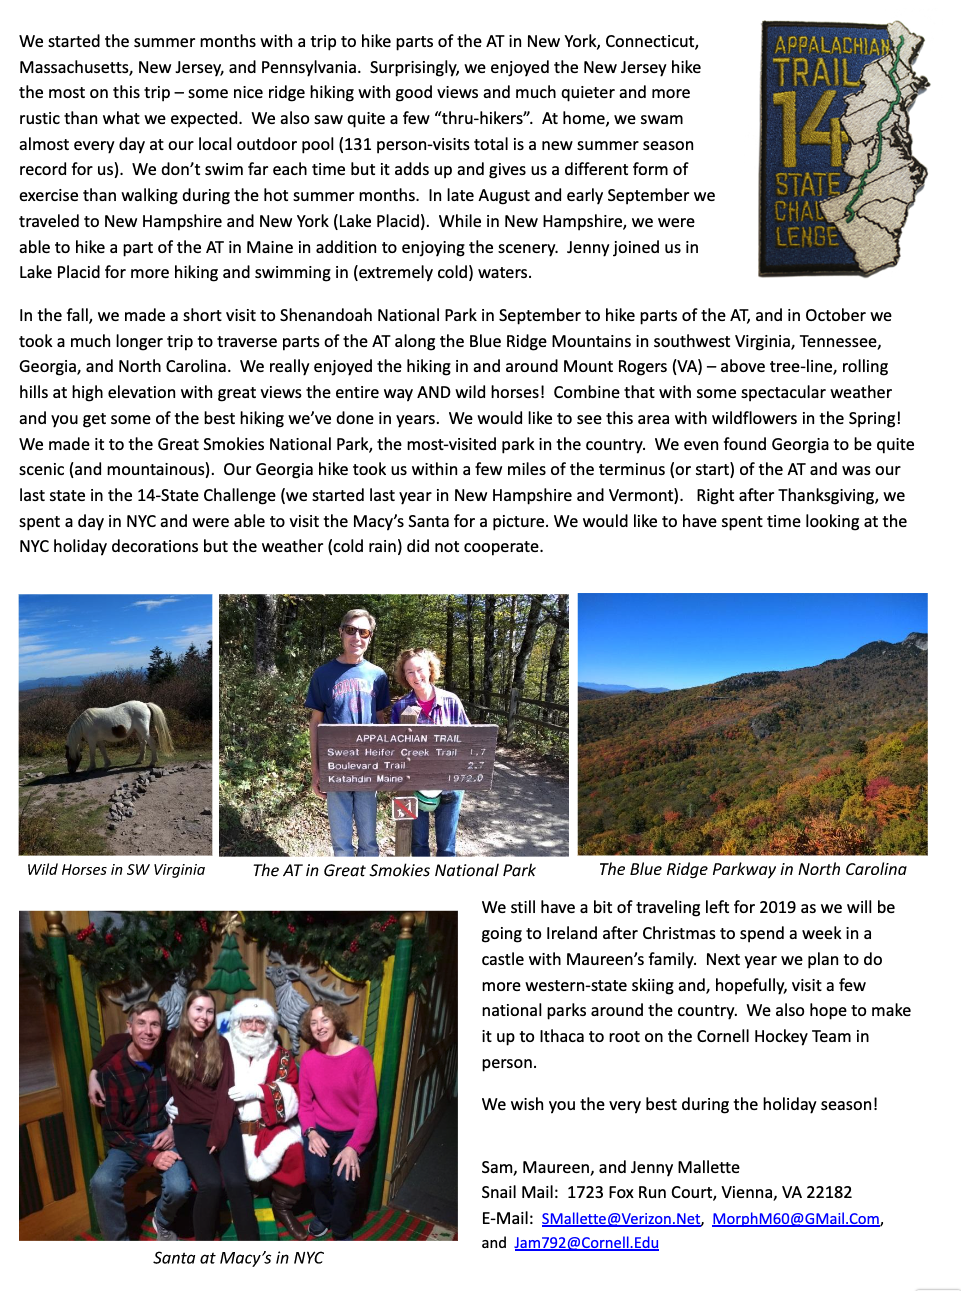 We started the summer months with a trip to hike parts of the AT in New York, Connecticut,
Massachusetts, New Jersey, and Pennsylvania.  Surprisingly, we enjoyed the New Jersey hike
the most on this trip – some nice ridge hiking with good views and much quieter and more
rustic than what we expected.  We also saw quite a few “thru-hikers”.  At home, we swam
almost every day at our local outdoor pool (131 person-visits total is a new summer season
record for us).  We don’t swim far each time but it adds up and gives us a different form of
exercise than walking during the hot summer months.  In late August and early September we
traveled to New Hampshire and New York (Lake Placid).  While in New Hampshire, we were
able to hike a part of the AT in Maine in addition to enjoying the scenery.  Jenny joined us in
Lake Placid for more hiking and swimming in (extremely cold) waters.
APPALACHIAN
TRAIL
14
STATE
CHAL
LENGE
In the fall, we made a short visit to Shenandoah National Park in September to hike parts of the AT, and in October we
took a much longer trip to traverse parts of the AT along the Blue Ridge Mountains in southwest Virginia, Tennessee,
Georgia, and North Carolina.  We really enjoyed the hiking in and around Mount Rogers (VA) – above tree-line, rolling
hills at high elevation with great views the entire way AND wild horses!  Combine that with some spectacular weather
and you get some of the best hiking we’ve done in years.  We would like to see this area with wildflowers in the Spring!
We made it to the Great Smokies National Park, the most-visited park in the country.  We even found Georgia to be quite
scenic (and mountainous).  Our Georgia hike took us within a few miles of the terminus (or start) of the AT and was our
last state in the 14-State Challenge (we started last year in New Hampshire and Vermont).   Right after Thanksgiving, we
spent a day in NYC and were able to visit the Macy’s Santa for a picture. We would like to have spent time looking at the
NYC holiday decorations but the weather (cold rain) did not cooperate.
APPALACHIAN TRAIL
Sweat Heifer Creek Trail 1.7
Boulevard Trail 2.7
Katahdin Maine 1972.0
Wild Horses in SW Virginia
The AT in Great Smokies National Park
The Blue Ridge Parkway in North Carolina
We still have a bit of traveling left for 2019 as we will be
going to Ireland after Christmas to spend a week in a
castle with Maureen’s family.  Next year we plan to do
more western-state skiing and, hopefully, visit a few
national parks around the country.  We also hope to make
it up to Ithaca to root on the Cornell Hockey Team in
person.
We wish you the very best during the holiday season!
Sam, Maureen, and Jenny Mallette
Snail Mail:  1723 Fox Run Court, Vienna, VA 22182
E-Mail:  SMallette@Verizon.Net,  MorphM60@GMail.Com,
and  Jam792@Cornell.Edu
Santa at Macy’s in NYC